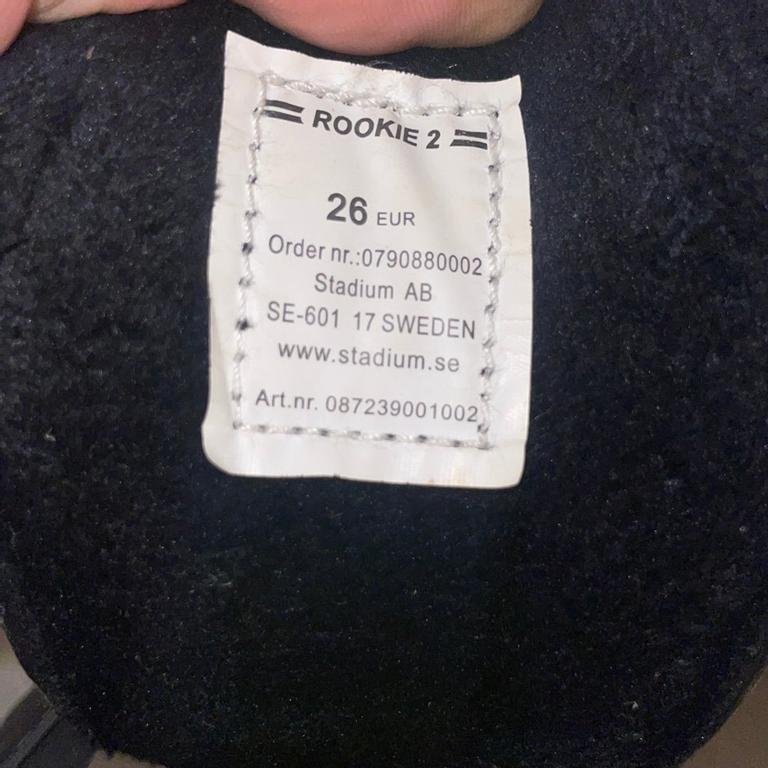 ROOKIE 2
26 EUR
Order nr.:0790880002
Stadium AB
SE-601 17 SWEDEN
www.stadium.se
Art.nr. 087239001002